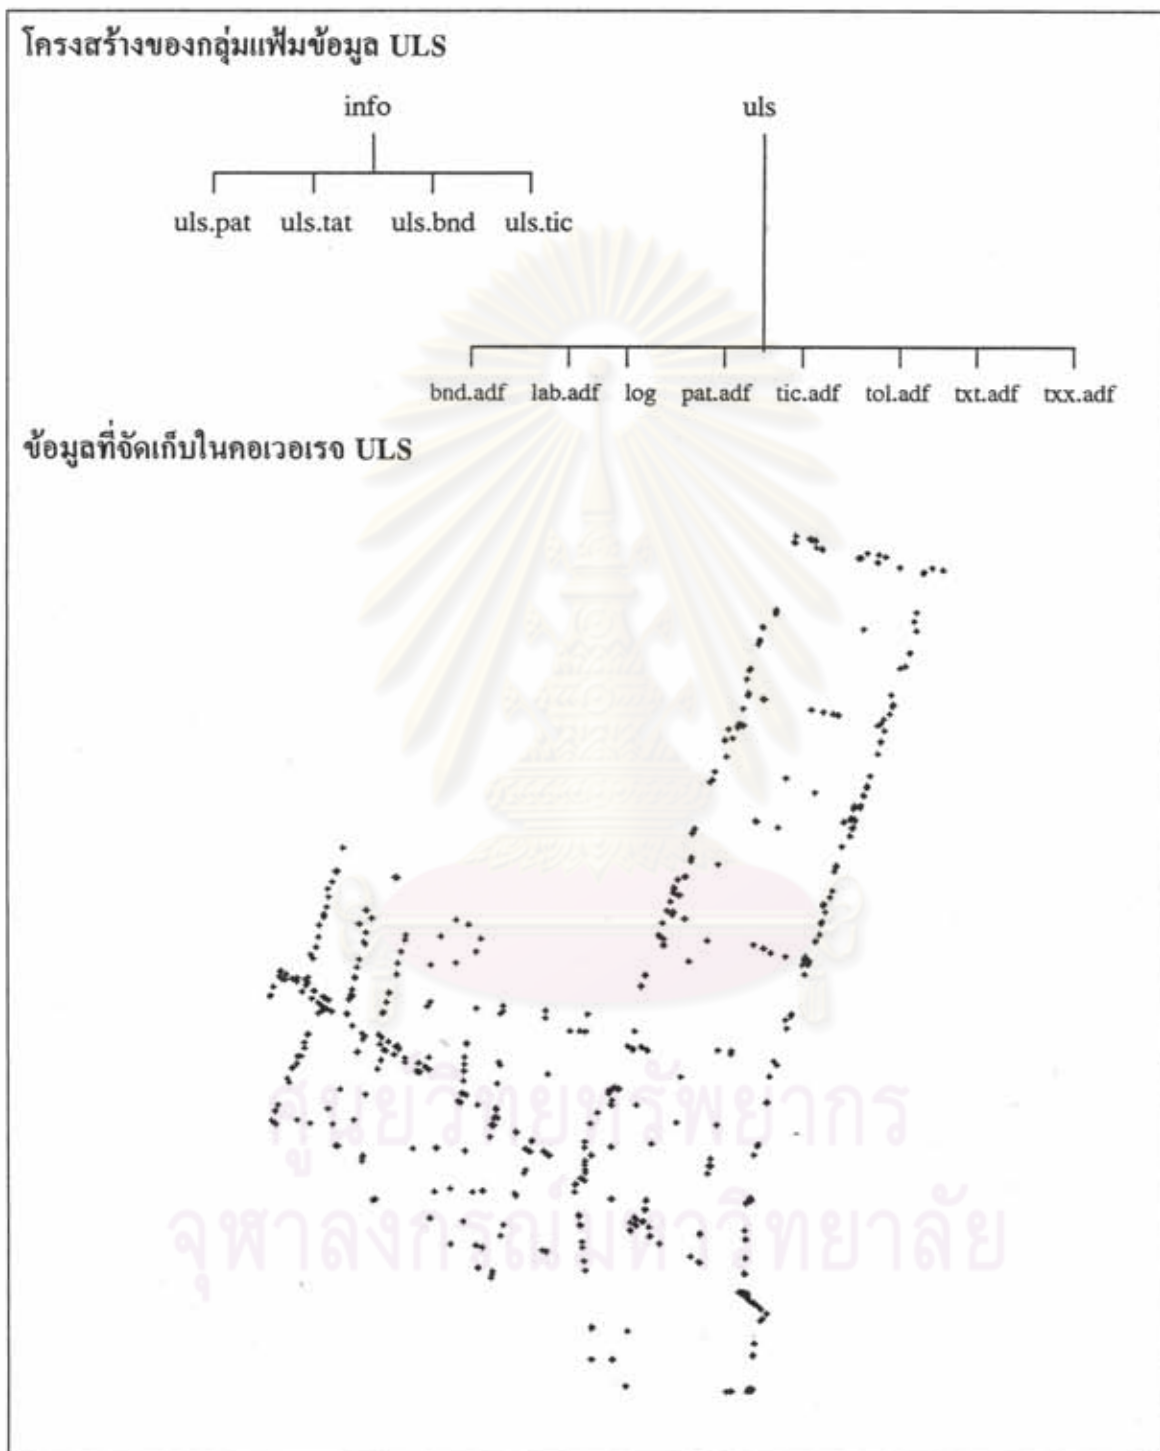 โครงสร้างของกลุ่มแฟ้มข้อมูล ULS
info uls
uls.pat uls.tat uls.bnd uls.tic
bnd.adf lab.adf log pat.adf tic.adf tol.adf txt.adf txx.adf
ข้อมูลที่จัดเก็บในคอเวอเรจ ULS
ศูนย์วิทยทรัพยากร
จุฬาลงกรณ์มหาวิทยาลัย